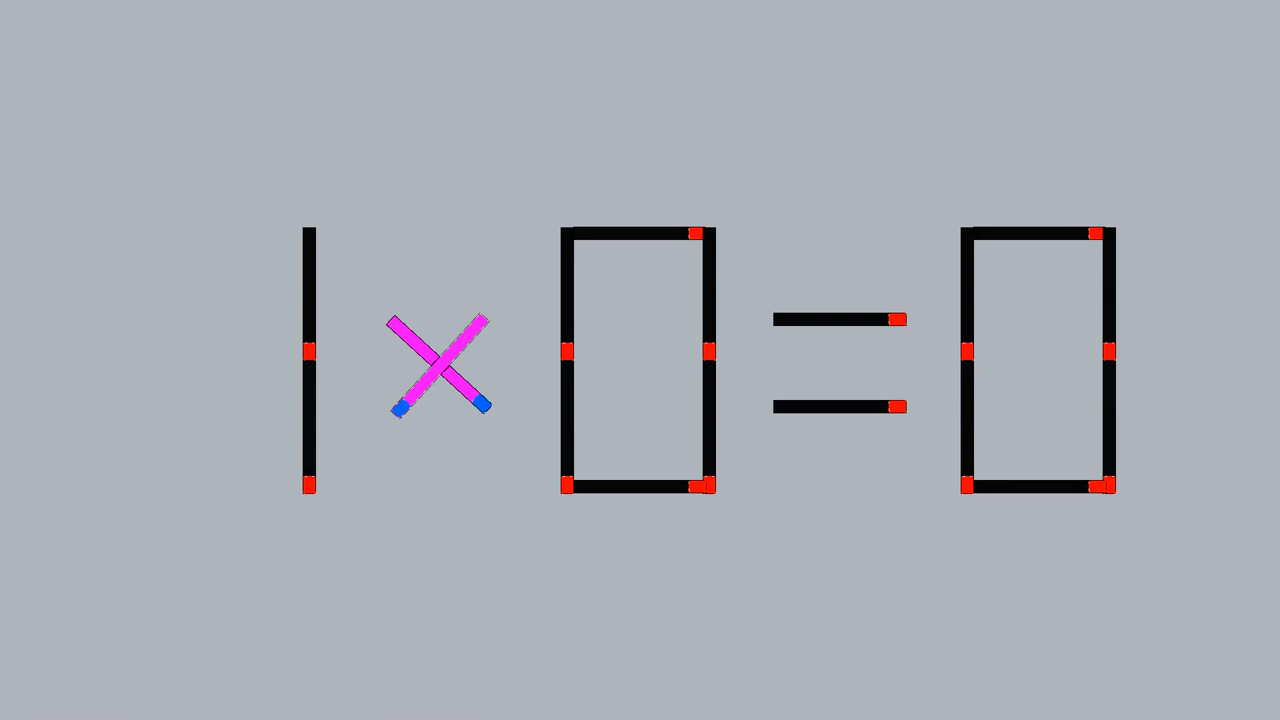 1 × 0 = 0